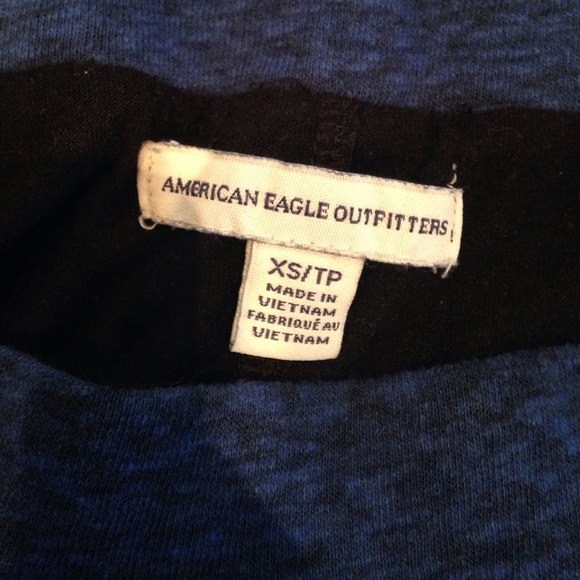 AMERICAN EAGLE OUTFITTERS
XS/TP
MADE IN
VIETNAM
FABRIQUÉ AU
VIETNAM